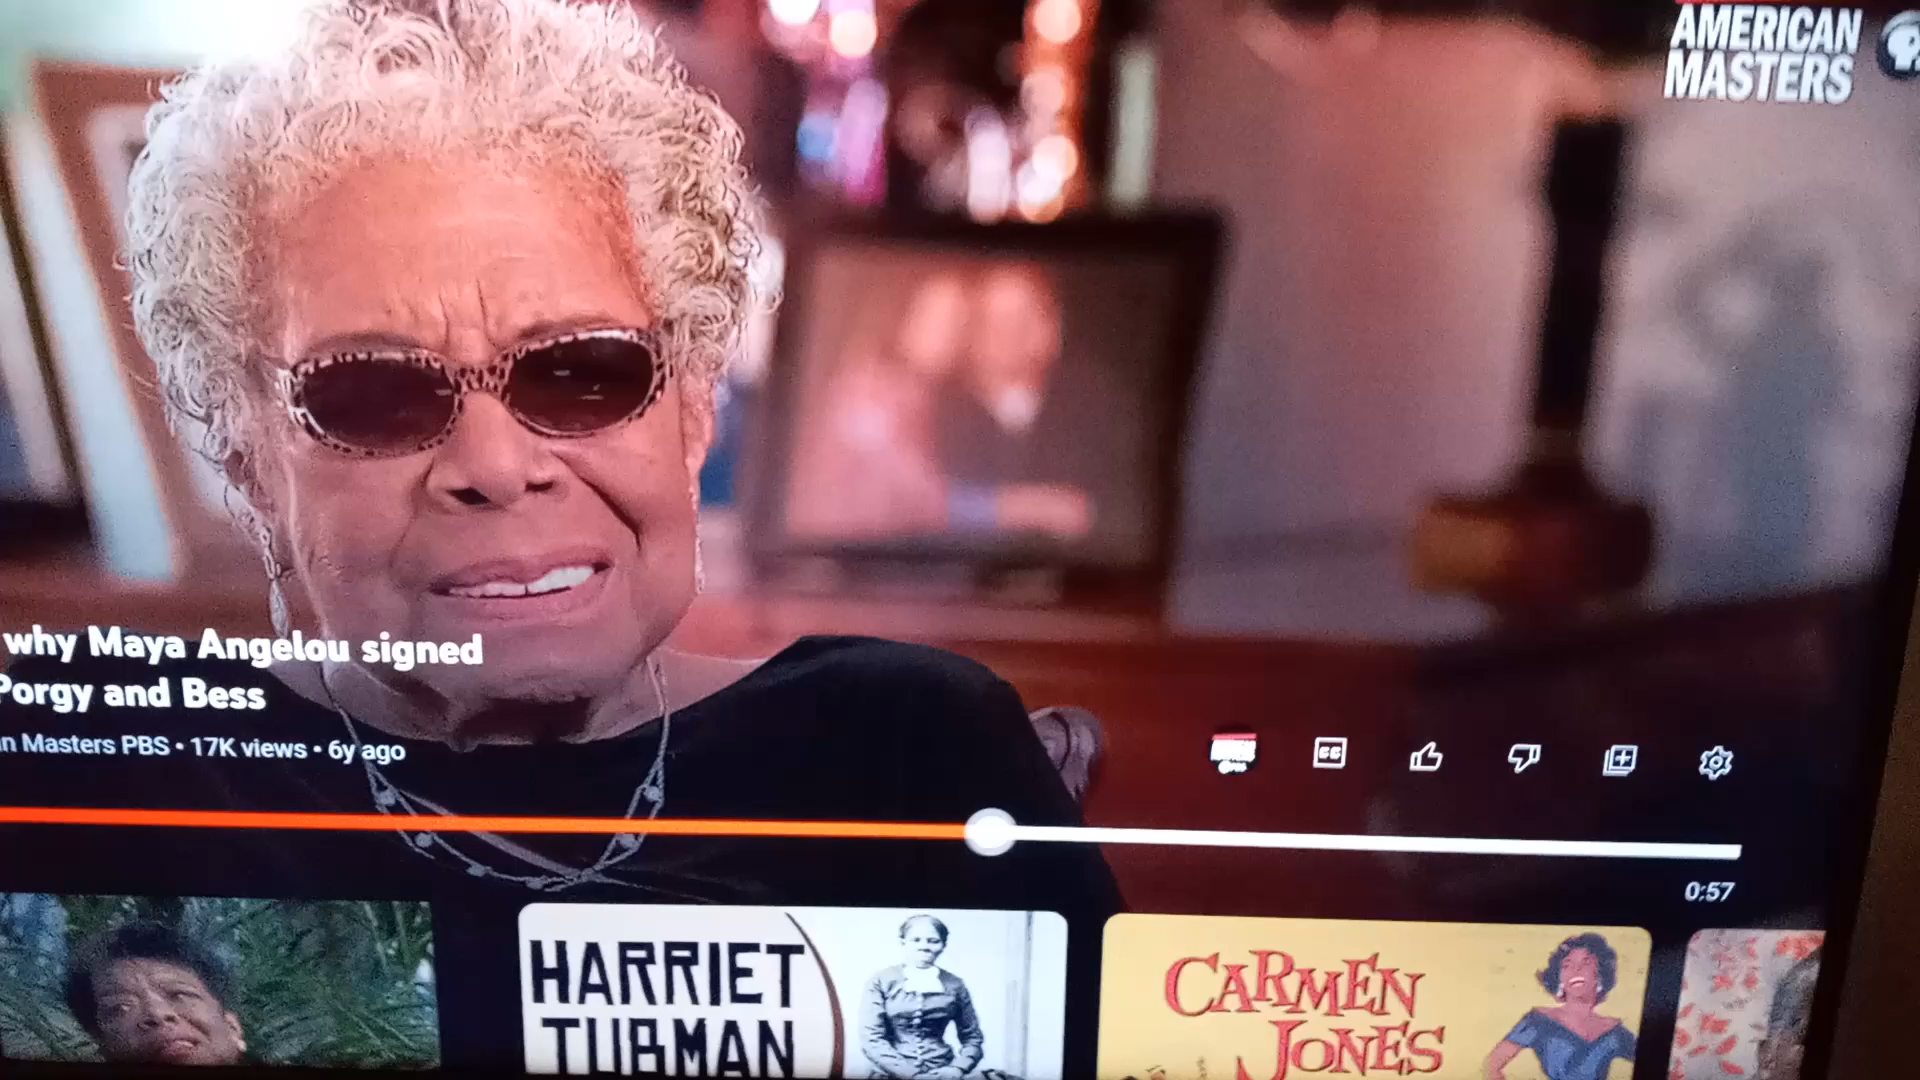 AMERICAN
MASTERS
why Maya Angelou signed
Porgy and Bess
n Masters PBS • 17K views • 6y ago
CC
0:57
HARRIET
TUBMAN
CARMEN
JONES